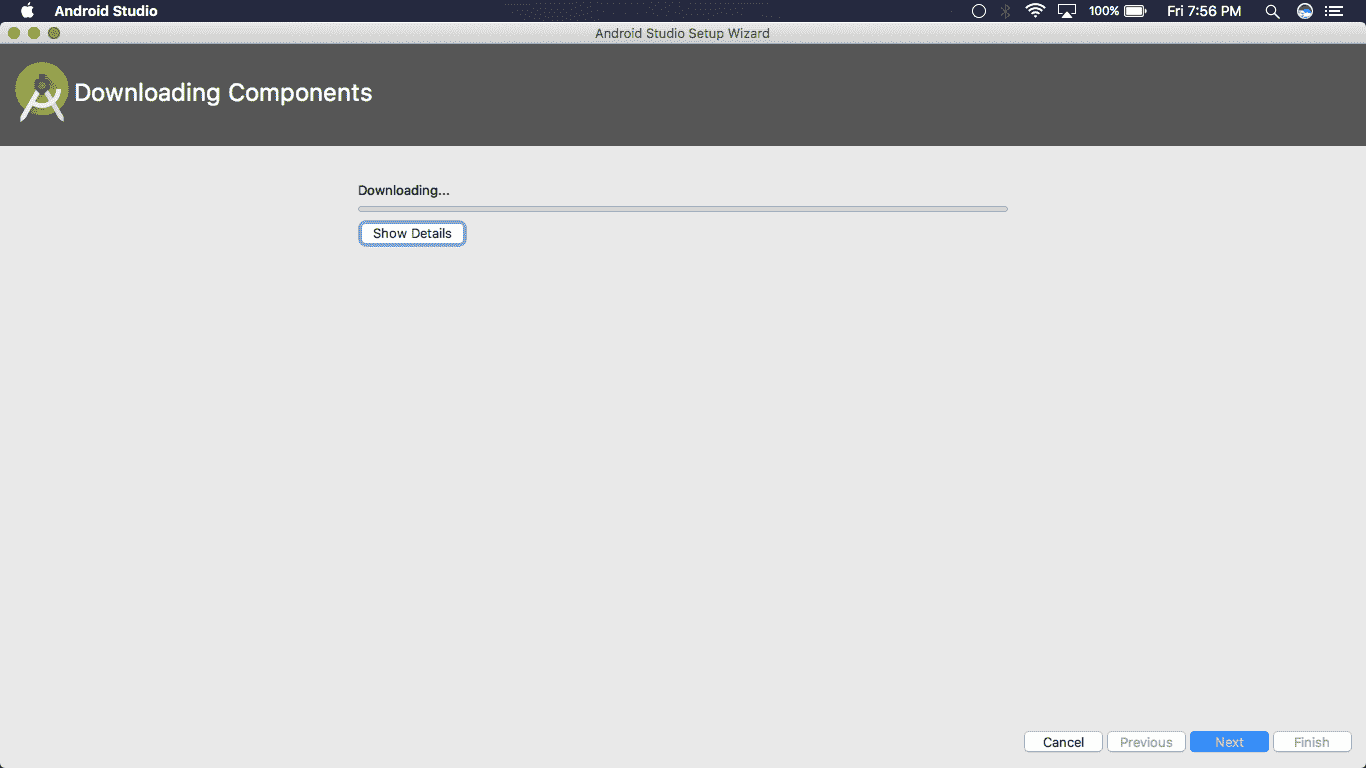 Android Studio 100% Fri 7:56 PM
Android Studio Setup Wizard
Downloading Components
Downloading...
Show Details
Cancel Previous Next Finish